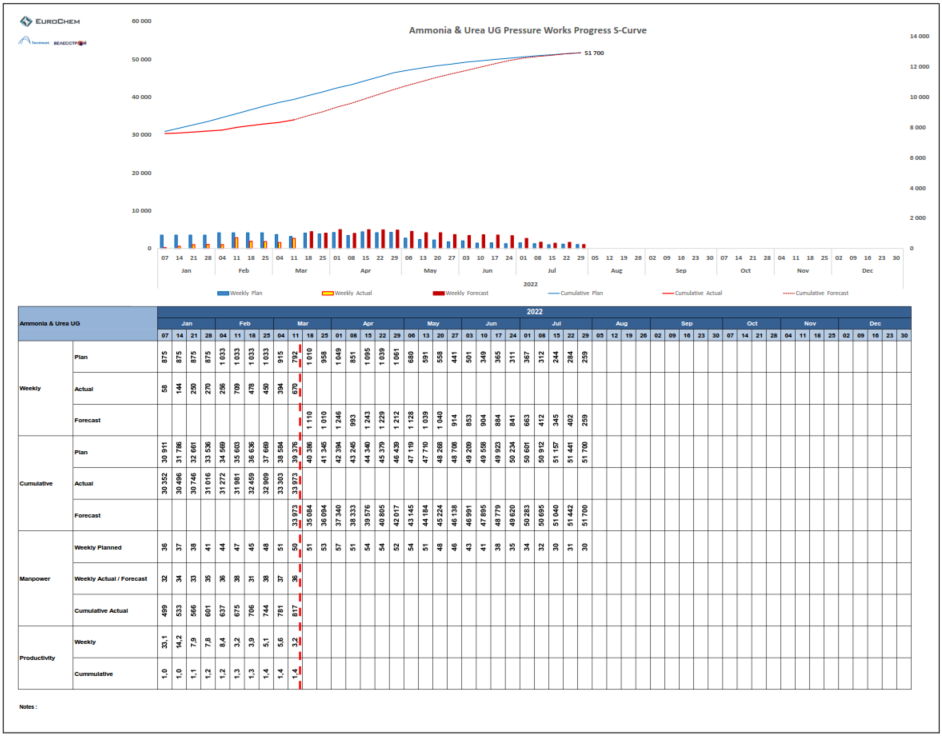 EUROCHEM
Tecnimont ВЕЛЕССТРОЙ
Ammonia & Urea UG Pressure Works Progress S-Curve
60 000
50 000
40 000
30 000
20 000
10 000
0
14 000
12 000
10 000
8 000
6 000
4 000
2 000
0
51 700
07 14 21 28 04 11 18 25 04 11 18 25 01 08 15 22 29 06 13 20 27 03 10 17 24 01 08 15 22 29 05 12 19 26 02 09 16 23 30 07 14 21 28 04 11 18 25 02 09 16 23 30
Jan Feb Mar Apr May Jun Jul Aug Sep Oct Nov Dec
2022
Weekly Plan Weekly Actual Weekly Forecast Cumulative Plan Cumulative Actual Cumulative Forecast
Ammonia & Urea UG
2022
Jan Feb Mar Apr May Jun Jul Aug Sep Oct Nov Dec
07 14 21 28 04 11 18 25 04 11 18 25 01 08 15 22 29 06 13 20 27 03 10 17 24 01 08 15 22 29 05 12 19 26 02 09 16 23 30 07 14 21 28 04 11 18 25 02 09 16 23 30
Weekly
Plan 875 875 875 875 1 033 1 033 1 033 1 033 915 792 1 010 958 1 049 851 1 095 1 039 1 061 680 591 558 441 501 349 365 311 367 312 244 284 259
Actual 58 144 250 270 256 709 478 450 394 670
Forecast 1 110 1 010 1 246 993 1 243 1 229 1 212 1 128 1 039 1 040 914 853 904 884 841 663 412 345 402 259
Cumulative
Plan 30 911 31 786 32 661 33 536 34 569 35 603 36 636 37 669 38 584 39 376 40 386 41 345 42 394 43 245 44 340 45 379 46 439 47 119 47 710 48 268 48 708 49 209 49 558 49 923 50 234 50 601 50 912 51 157 51 441 51 700
Actual 30 352 30 496 30 746 31 016 31 272 31 981 32 459 32 909 33 303 33 973
Forecast 33 973 35 084 36 094 37 340 38 333 39 576 40 805 42 017 43 145 44 184 45 224 46 138 46 991 47 895 48 779 49 620 50 283 50 695 51 040 51 442 51 700
Manpower
Weekly Planned 36 37 38 41 44 47 45 48 51 50 51 53 57 51 54 54 52 54 51 48 46 43 41 38 35 34 32 30 31 30
Weekly Actual / Forecast 32 34 33 35 36 38 31 38 37 36
Cumulative Actual 499 533 566 601 637 675 706 744 781 817
Productivity
Weekly 33,1 14,2 7,9 7,8 8,4 3,2 3,9 5,1 5,6 3,2
Cummulative 1,0 1,0 1,1 1,2 1,2 1,3 1,3 1,4 1,4 1,4
Notes :